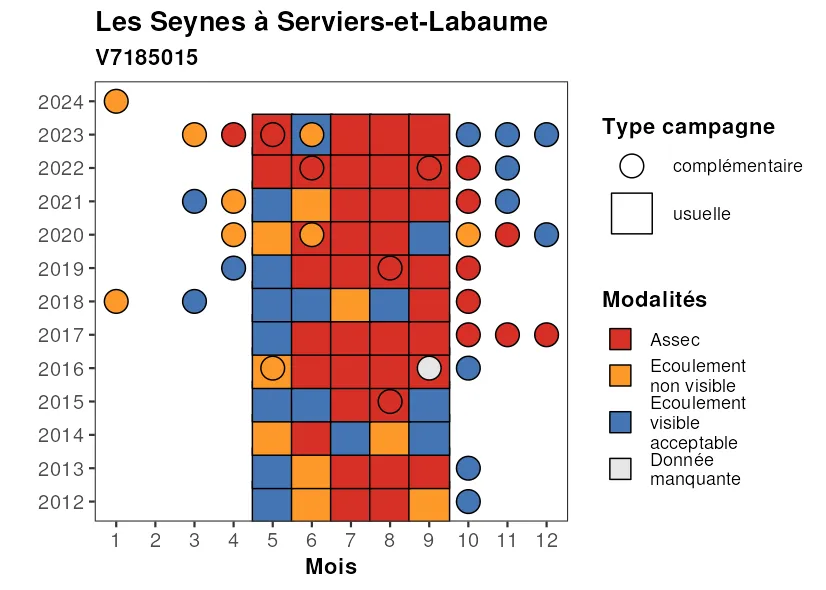 Les Seynes à Serviers-et-Labaume
V7185015
2024
2023
2022
2021
2020
2019
2018
2017
2016
2015
2014
2013
2012
1 2 3 4 5 6 7 8 9 10 11 12
Mois
Type campagne
complémentaire
usuelle
Modalités
Assec
Ecoulement
non visible
Ecoulement
visible
acceptable
Donnée
manquante